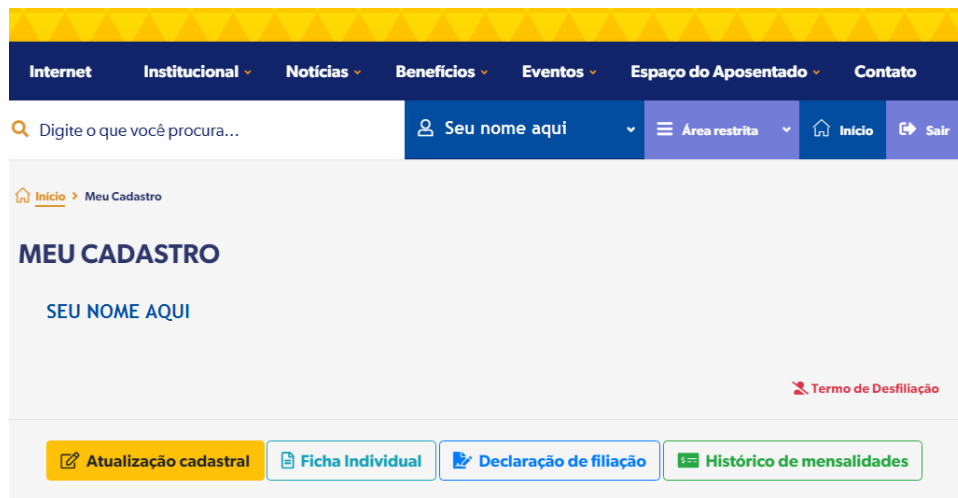 Internet Institucional Notícias Benefícios Eventos Espaço do Aposentado Contato
Digite o que você procura... Seu nome aqui Área restrita Início Sair
Início > Meu Cadastro
MEU CADASTRO
SEU NOME AQUI
Termo de Desfiliação
Atualização cadastral Ficha Individual Declaração de filiação Histórico de mensalidades